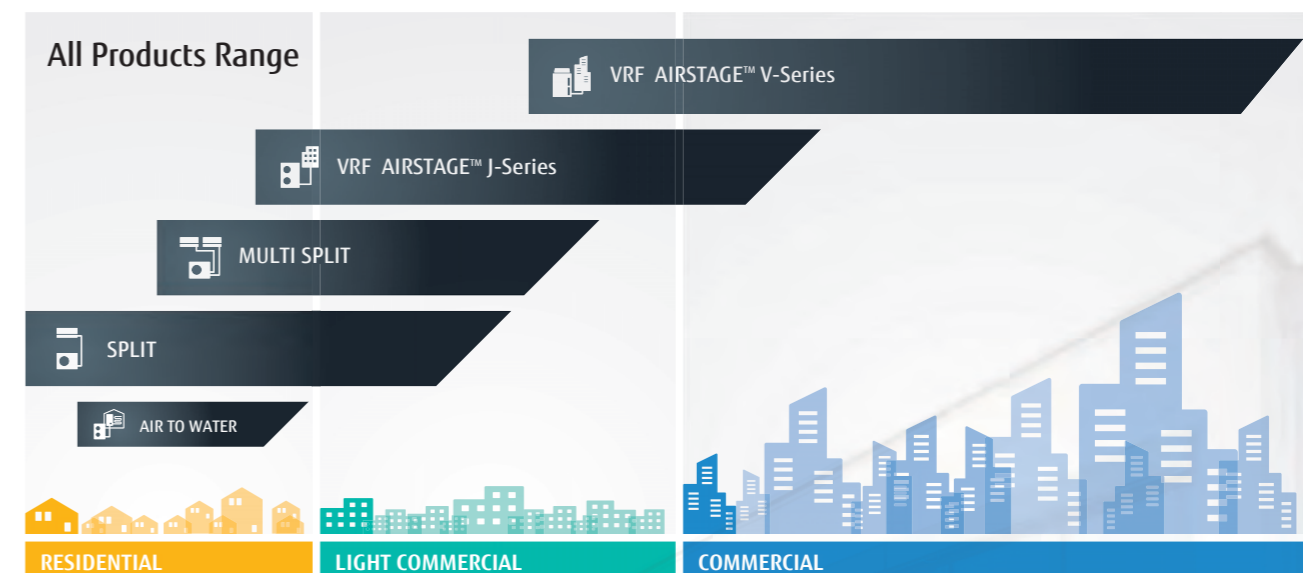 All Products Range
VRF AIRSTAGE™ V-Series
VRF AIRSTAGE™ J-Series
MULTI SPLIT
SPLIT
AIR TO WATER
RESIDENTIAL
LIGHT COMMERCIAL
COMMERCIAL